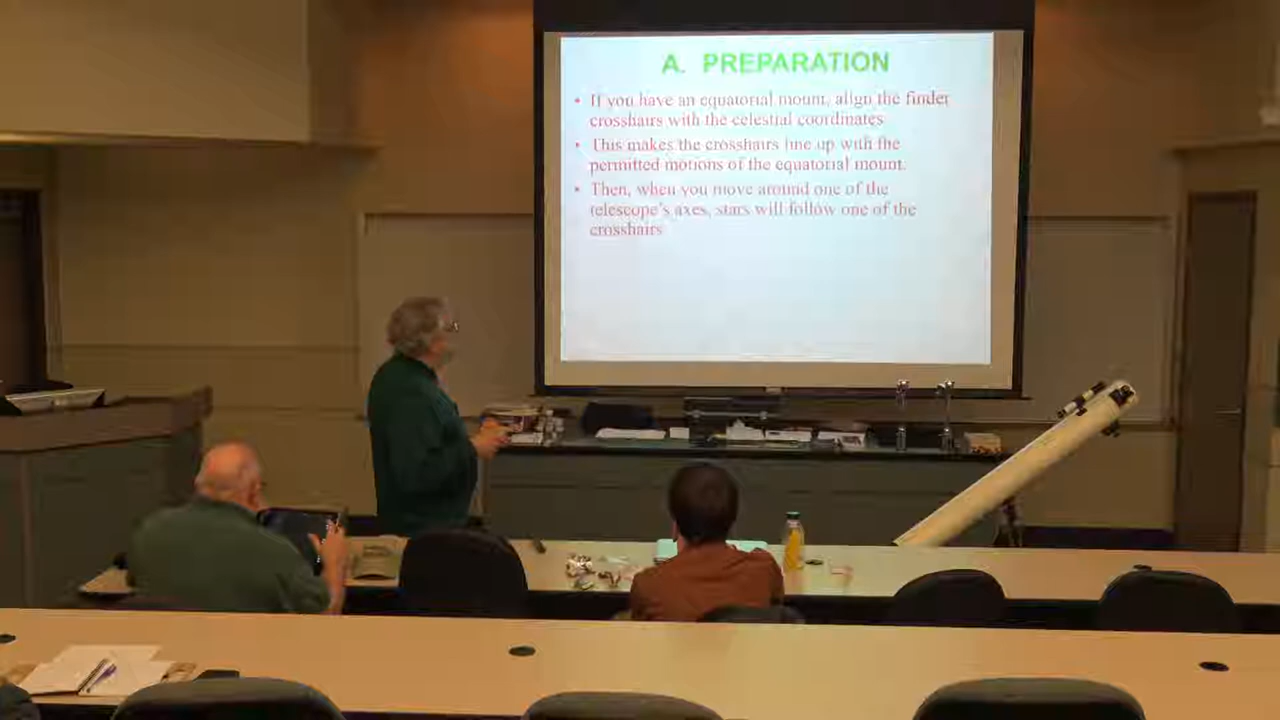 A. PREPARATION
• If you have an equatorial mount, align the finder
crosshairs with the celestial coordinates
• This makes the crosshairs line up with the
permitted motions of the equatorial mount.
• Then, when you move around one of the
telescope's axes, stars will follow one of the
crosshairs